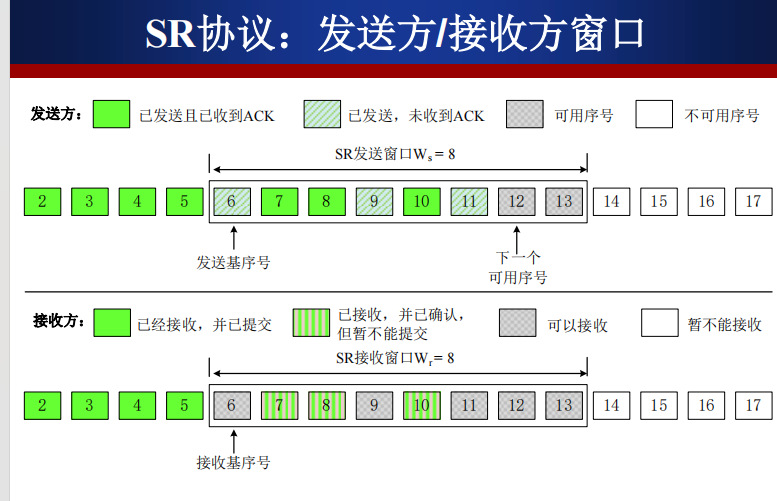 SR协议：发送方/接收方窗口
发送方： 已发送且已收到ACK 已发送，未收到ACK 可用序号 不可用序号
SR发送窗口Ws = 8
2 3 4 5 6 7 8 9 10 11 12 13 14 15 16 17
发送基序号
下一个
可用序号
接收方： 已经接收，并已提交 已接收，并已确认，
但暂不能提交 可以接收 暂不能接收
SR接收窗口Wr = 8
2 3 4 5 6 7 8 9 10 11 12 13 14 15 16 17
接收基序号